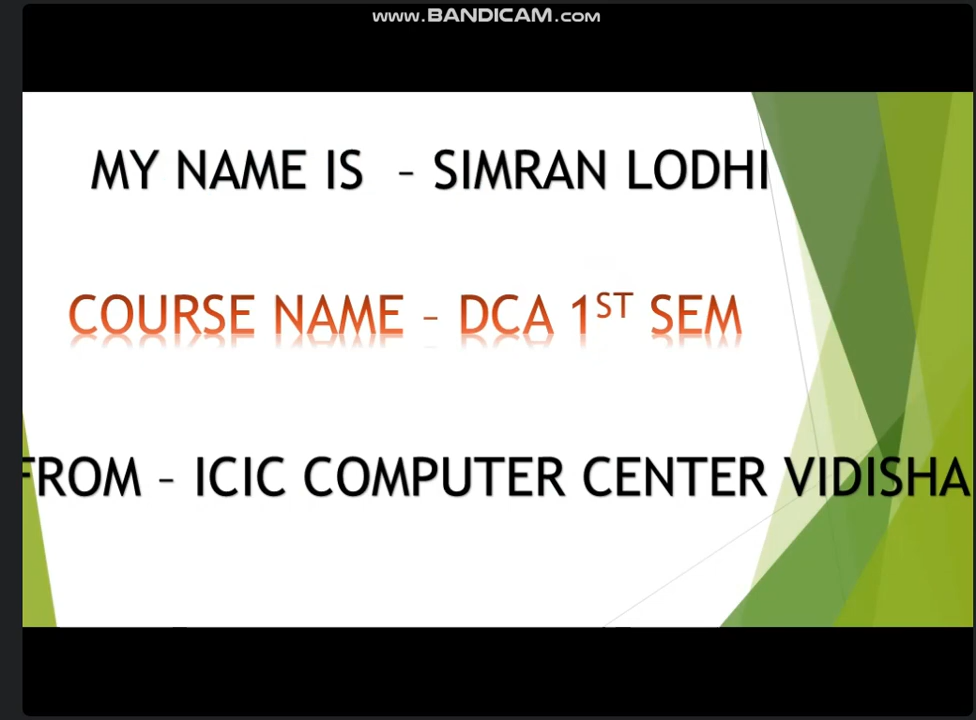 www.BANDICAM.com
MY NAME IS – SIMRAN LODHI
COURSE NAME – DCA 1ST SEM
FROM – ICIC COMPUTER CENTER VIDISHA